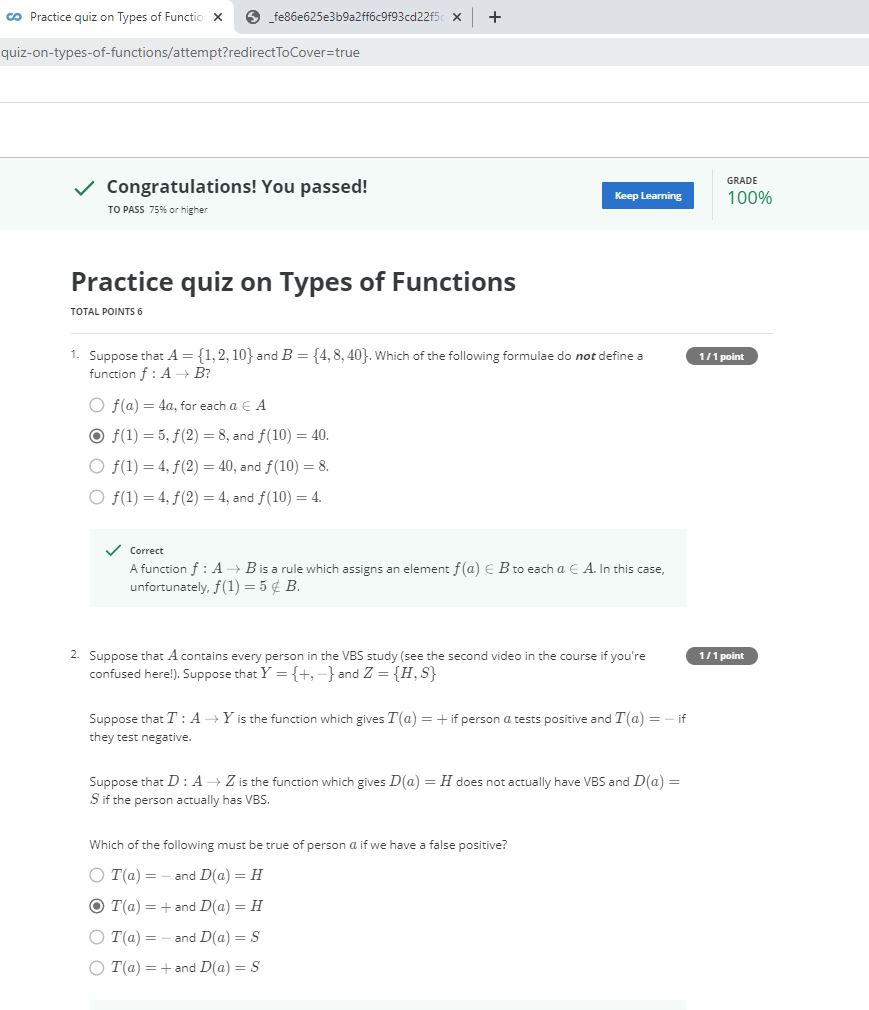 Practice quiz on Types of Functio
_fe86e625e3b9a2ff6c9f93cd22f5c
quiz-on-types-of-functions/attempt?redirectToCover=true
Congratulations! You passed!
TO PASS 75% or higher
Keep Learning
GRADE
100%
Practice quiz on Types of Functions
TOTAL POINTS 6
1. Suppose that A = {1, 2, 10} and B = {4, 8, 40}. Which of the following formulae do not define a
function f : A → B?
1 / 1 point
f(a) = 4a, for each a ∈ A
f(1) = 5, f(2) = 8, and f(10) = 40.
f(1) = 4, f(2) = 40, and f(10) = 8.
f(1) = 4, f(2) = 4, and f(10) = 4.
Correct
A function f : A → B is a rule which assigns an element f(a) ∈ B to each a ∈ A. In this case,
unfortunately, f(1) = 5 ∉ B.
2. Suppose that A contains every person in the VBS study (see the second video in the course if you're
confused here!). Suppose that Y = {+, −} and Z = {H, S}
1 / 1 point
Suppose that T : A → Y is the function which gives T(a) = + if person a tests positive and T(a) = − if
they test negative.
Suppose that D : A → Z is the function which gives D(a) = H does not actually have VBS and D(a) =
S if the person actually has VBS.
Which of the following must be true of person a if we have a false positive?
T(a) = − and D(a) = H
T(a) = + and D(a) = H
T(a) = − and D(a) = S
T(a) = + and D(a) = S